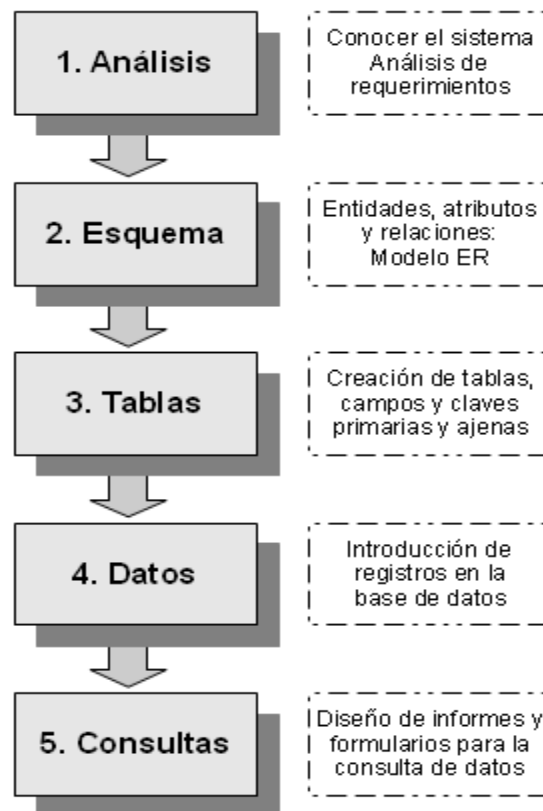 1. Análisis
Conocer el sistema
Análisis de
requerimientos
2. Esquema
Entidades, atributos
y relaciones:
Modelo ER
3. Tablas
Creación de tablas,
campos y claves
primarias y ajenas
4. Datos
Introducción de
registros en la
base de datos
5. Consultas
Diseño de informes y
formularios para la
consulta de datos